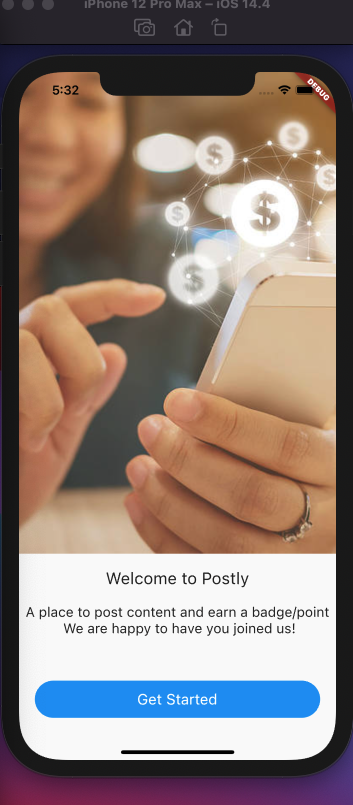 iPhone 12 Pro Max – iOS 14.4
5:32
DEBUG
$
$
$
$
$
$
Welcome to Postly
A place to post content and earn a badge/point
We are happy to have you joined us!
Get Started